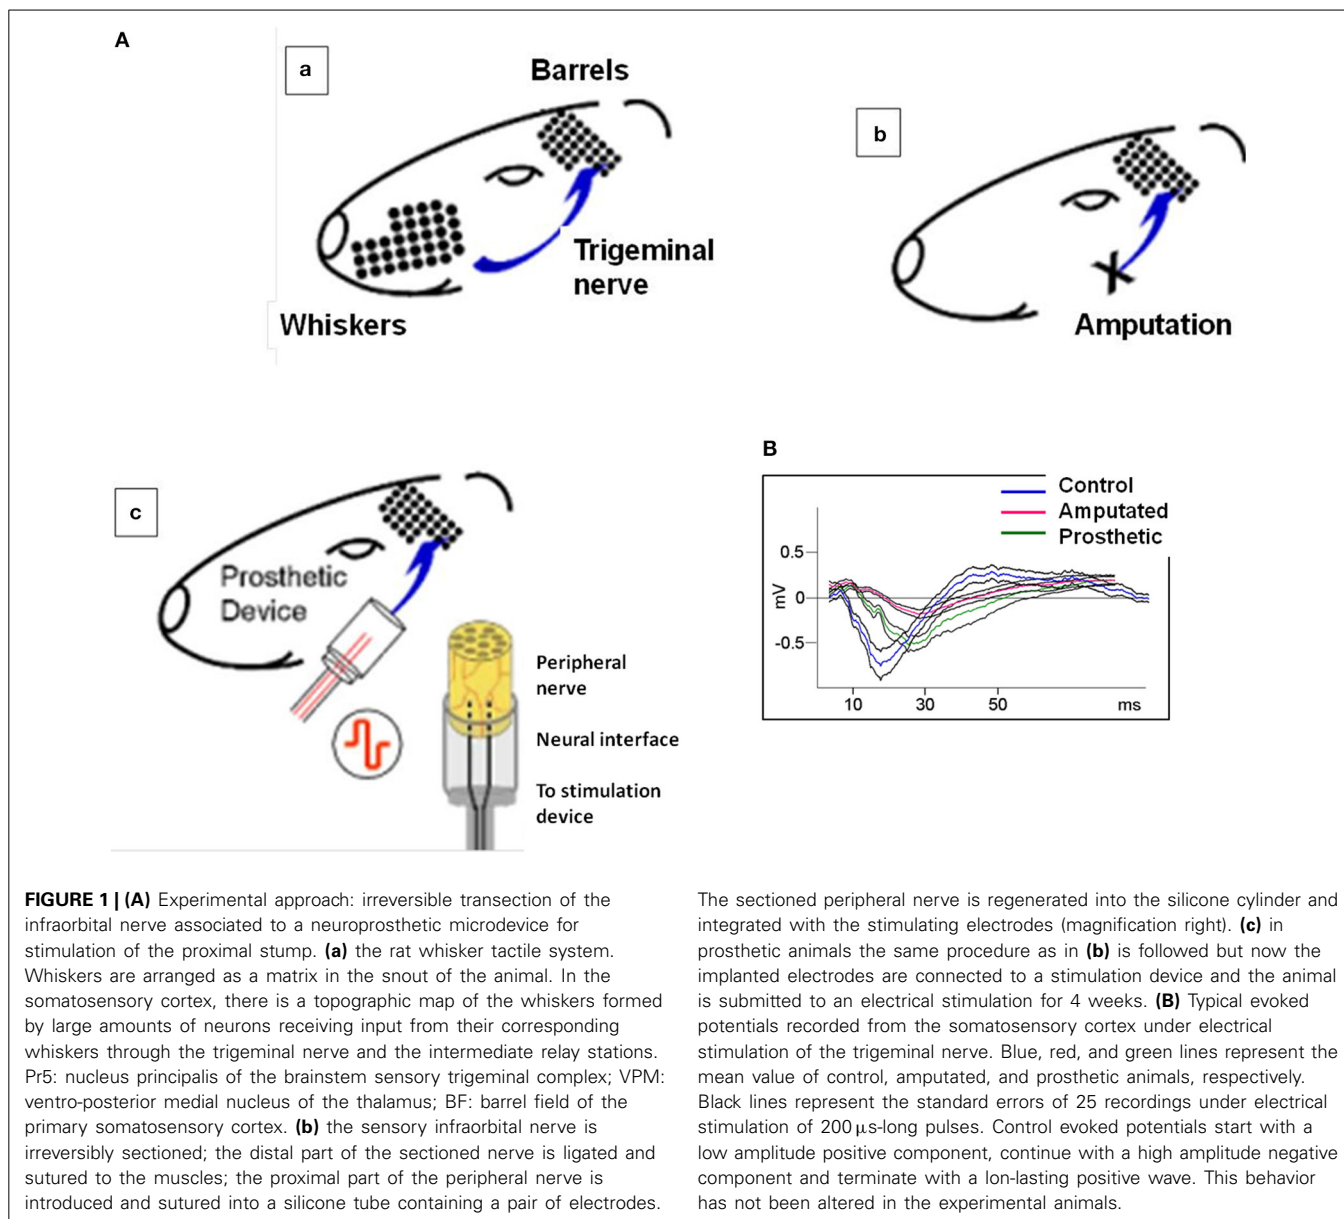 A
a
Barrels
Trigeminal
nerve
Whiskers
b
Amputation
c
Prosthetic
Device
Peripheral
nerve
Neural interface
To stimulation
device
B
Control
Amputated
Prosthetic
0.5
0
-0.5
mV
10
30
50
ms
FIGURE 1 | (A) Experimental approach: irreversible transection of the
infraorbital nerve associated to a neuroprosthetic microdevice for
stimulation of the proximal stump. (a) the rat whisker tactile system.
Whiskers are arranged as a matrix in the snout of the animal. In the
somatosensory cortex, there is a topographic map of the whiskers formed
by large amounts of neurons receiving input from their corresponding
whiskers through the trigeminal nerve and the intermediate relay stations.
Pr5: nucleus principalis of the brainstem sensory trigeminal complex; VPM:
ventro-posterior medial nucleus of the thalamus; BF: barrel field of the
primary somatosensory cortex. (b) the sensory infraorbital nerve is
irreversibly sectioned; the distal part of the sectioned nerve is ligated and
sutured to the muscles; the proximal part of the peripheral nerve is
introduced and sutured into a silicone tube containing a pair of electrodes.
The sectioned peripheral nerve is regenerated into the silicone cylinder and
integrated with the stimulating electrodes (magnification right). (c) in
prosthetic animals the same procedure as in (b) is followed but now the
implanted electrodes are connected to a stimulation device and the animal
is submitted to an electrical stimulation for 4 weeks. (B) Typical evoked
potentials recorded from the somatosensory cortex under electrical
stimulation of the trigeminal nerve. Blue, red, and green lines represent the
mean value of control, amputated, and prosthetic animals, respectively.
Black lines represent the standard errors of 25 recordings under electrical
stimulation of 200 μs-long pulses. Control evoked potentials start with a
low amplitude positive component, continue with a high amplitude negative
component and terminate with a lon-lasting positive wave. This behavior
has not been altered in the experimental animals.